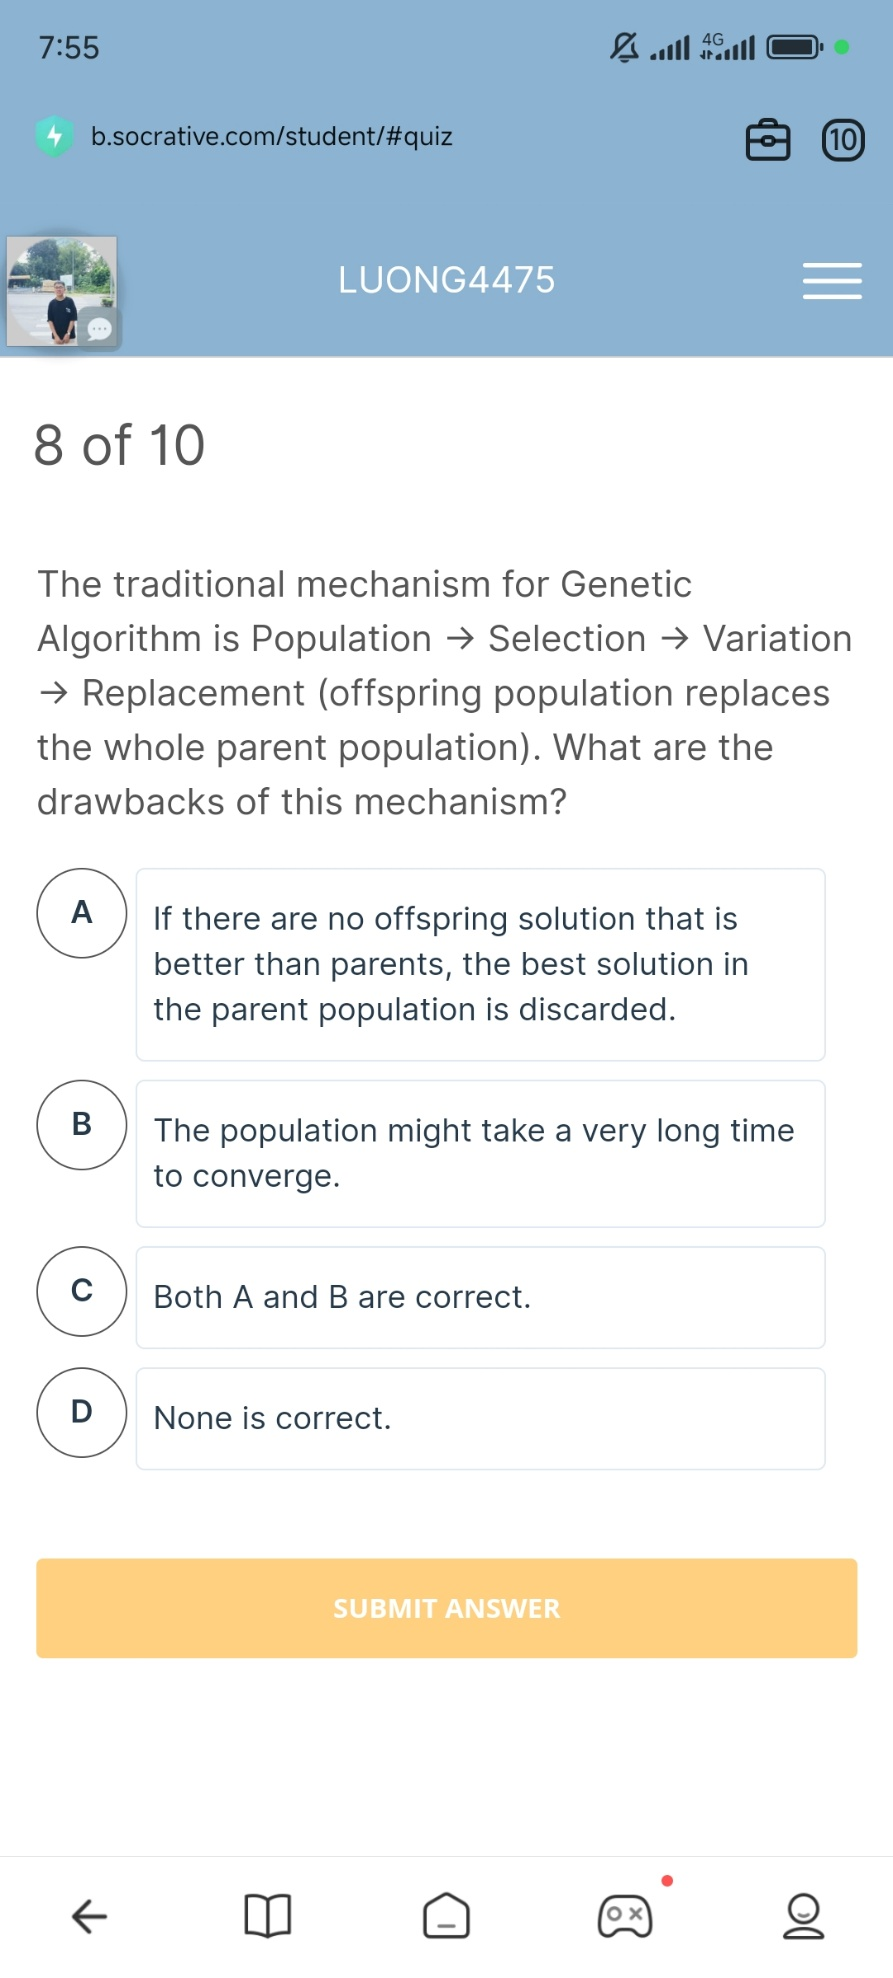 7:55
4G
b.socrative.com/student/#quiz
10
LUONG4475
8 of 10
The traditional mechanism for Genetic
Algorithm is Population → Selection → Variation
→ Replacement (offspring population replaces
the whole parent population). What are the
drawbacks of this mechanism?
A
If there are no offspring solution that is
better than parents, the best solution in
the parent population is discarded.
B
The population might take a very long time
to converge.
C
Both A and B are correct.
D
None is correct.
SUBMIT ANSWER